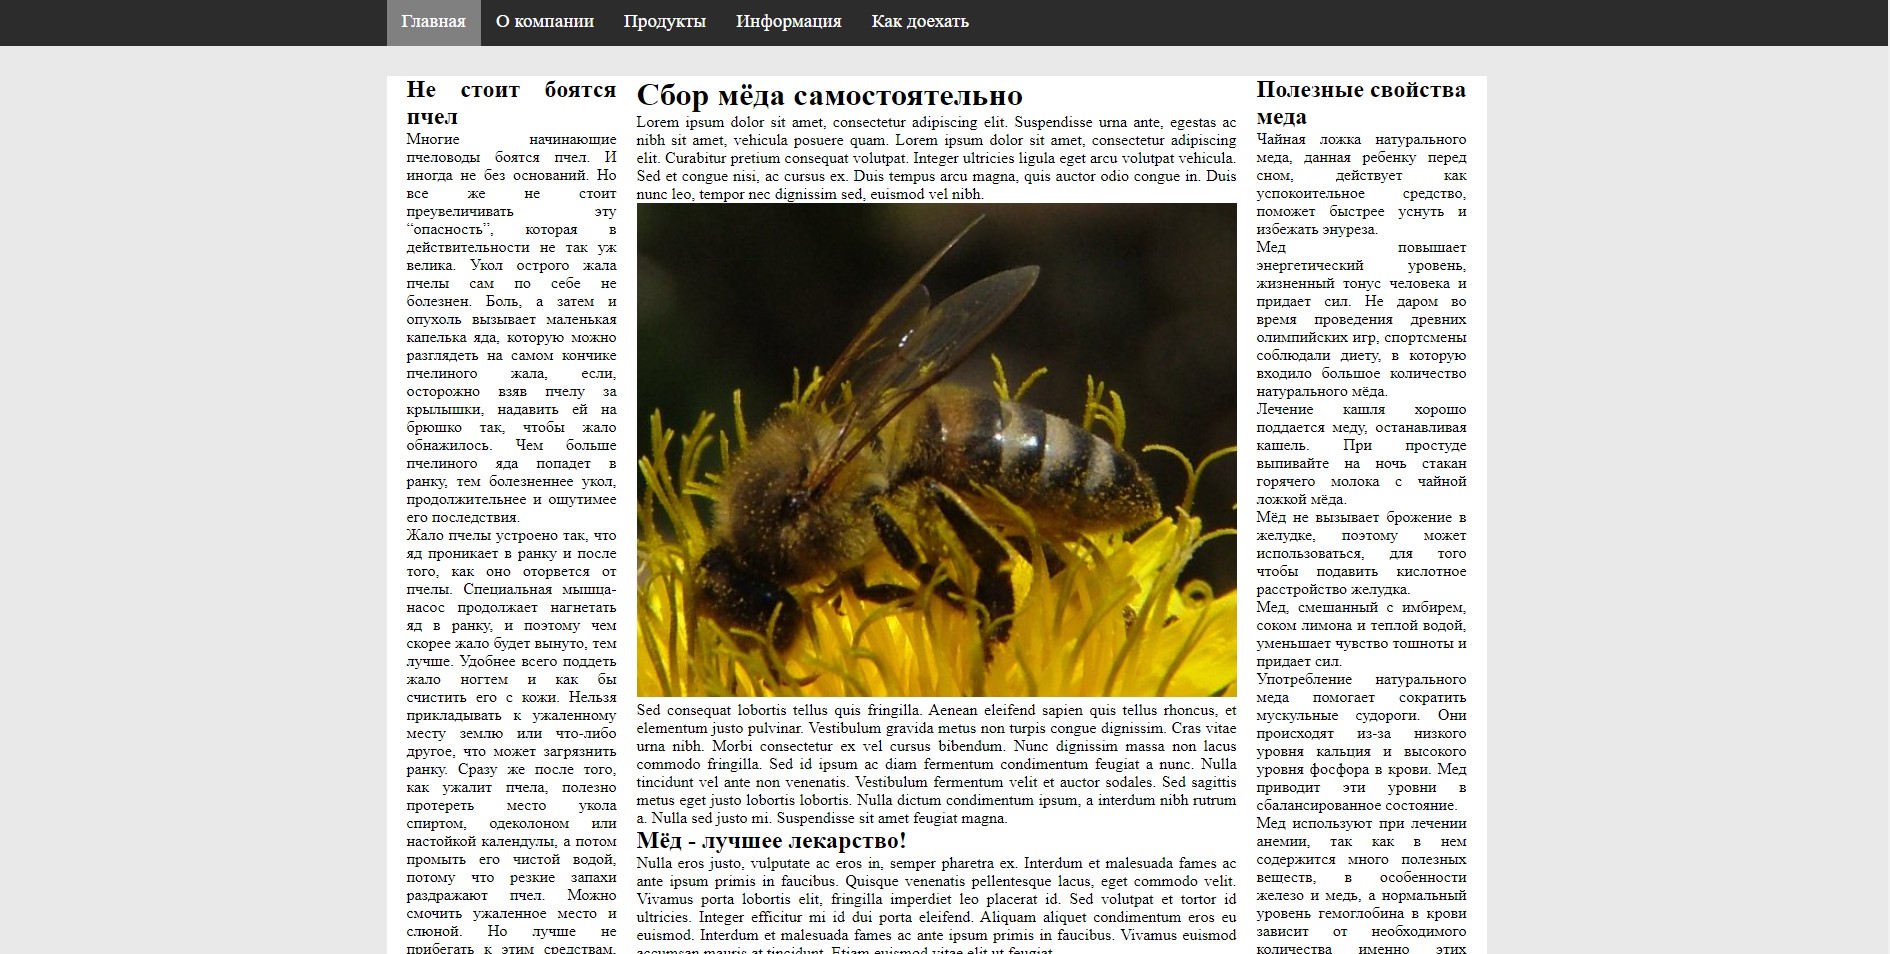 Главная О компании Продукты Информация Как доехать
Не стоит боятся
пчел
Многие начинающие
пчеловоды боятся пчел. И
иногда не без оснований. Но
все же не стоит
преувеличивать эту
“опасность”, которая в
действительности не так уж
велика. Укол острого жала
пчелы сам по себе не
болезнен. Боль, а затем и
опухоль вызывает маленькая
капелька яда, которую можно
разглядеть на самом кончике
пчелиного жала, если,
осторожно взяв пчелу за
крылышки, надавить ей на
брюшко так, чтобы жало
обнажилось. Чем больше
пчелиного яда попадет в
ранку, тем болезненнее укол,
продолжительнее и ощутимее
его последствия.
Жало пчелы устроено так, что
яд проникает в ранку и после
того, как оно оторвется от
пчелы. Специальная мышца-
насос продолжает нагнетать
яд в ранку, и поэтому чем
скорее жало будет вынуто, тем
лучше. Удобнее всего поддеть
жало ногтем и как бы
счистить его с кожи. Нельзя
прикладывать к ужаленному
месту землю или что-либо
другое, что может загрязнить
ранку. Сразу же после того,
как ужалит пчела, полезно
протереть место укола
спиртом, одеколоном или
настойкой календулы, а потом
промыть его чистой водой,
потому что резкие запахи
раздражают пчел. Можно
смочить ужаленное место и
слюной. Но лучше не
прибегать к этим средствам,
Сбор мёда самостоятельно
Lorem ipsum dolor sit amet, consectetur adipiscing elit. Suspendisse urna ante, egestas ac
nibh sit amet, vehicula posuere quam. Lorem ipsum dolor sit amet, consectetur adipiscing
elit. Curabitur pretium consequat volutpat. Integer ultricies ligula eget arcu volutpat vehicula.
Sed et congue nisi, ac cursus ex. Duis tempus arcu magna, quis auctor odio congue in. Duis
nunc leo, tempor nec dignissim sed, euismod vel nibh.
Sed consequat lobortis tellus quis fringilla. Aenean eleifend sapien quis tellus rhoncus, et
elementum justo pulvinar. Vestibulum gravida metus non turpis congue dignissim. Cras vitae
urna nibh. Morbi consectetur ex vel cursus bibendum. Nunc dignissim massa non lacus
commodo fringilla. Sed id ipsum ac diam fermentum condimentum feugiat a nunc. Nulla
tincidunt vel ante non venenatis. Vestibulum fermentum velit et auctor sodales. Sed sagittis
metus eget justo lobortis lobortis. Nulla dictum condimentum ipsum, a interdum nibh rutrum
a. Nulla sed justo mi. Suspendisse sit amet feugiat magna.
Мёд - лучшее лекарство!
Nulla eros justo, vulputate ac eros in, semper pharetra ex. Interdum et malesuada fames ac
ante ipsum primis in faucibus. Quisque venenatis pellentesque lacus, eget commodo velit.
Vivamus porta lobortis elit, fringilla imperdiet leo placerat id. Sed volutpat et tortor id
ultricies. Integer efficitur mi id dui porta eleifend. Aliquam aliquet condimentum eros eu
euismod. Interdum et malesuada fames ac ante ipsum primis in faucibus. Vivamus euismod
accumsan mauris at tincidunt. Etiam euismod vitae elit ut feugiat
Полезные свойства
меда
Чайная ложка натурального
меда, данная ребенку перед
сном, действует как
успокоительное средство,
поможет быстрее уснуть и
избежать энуреза.
Мед повышает
энергетический уровень,
жизненный тонус человека и
придает сил. Не даром во
время проведения древних
олимпийских игр, спортсмены
соблюдали диету, в которую
входило большое количество
натурального мёда.
Лечение кашля хорошо
поддается меду, останавливая
кашель. При простуде
выпивайте на ночь стакан
горячего молока с чайной
ложкой мёда.
Мёд не вызывает брожение в
желудке, поэтому может
использоваться, для того
чтобы подавить кислотное
расстройство желудка.
Мед, смешанный с имбирем,
соком лимона и теплой водой,
уменьшает чувство тошноты и
придает сил.
Употребление натурального
меда помогает сократить
мускульные судороги. Они
происходят из-за низкого
уровня кальция и высокого
уровня фосфора в крови. Мед
приводит эти уровни в
сбалансированное состояние.
Мед используют при лечении
анемии, так как в нем
содержится много полезных
веществ, в особенности
железо и медь, а нормальный
уровень гемоглобина в крови
зависит от необходимого
количества именно этих